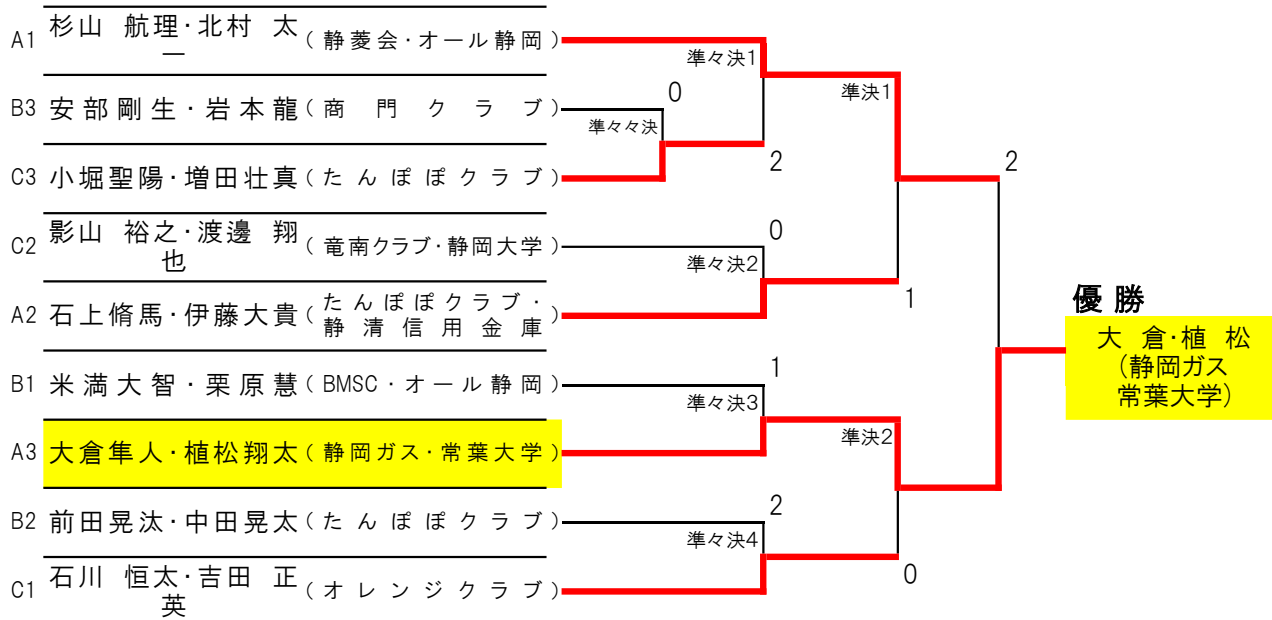 A1 杉山 航理・北村 太一 (静菱会・オール静岡)
準々決1
準決1
B3 安部剛生・岩本龍 (商門クラブ)
0
準々々決
C3 小堀聖陽・増田壮真 (たんぽぽクラブ)
2
2
C2 影山 裕之・渡邊 翔也 (竜南クラブ・静岡大学)
0
準々決2
1
A2 石上脩馬・伊藤大貴 (たんぽぽクラブ・静清信用金庫)
優勝
大倉・植松
(静岡ガス
常葉大学)
B1 米満大智・栗原慧 (BMSC・オール静岡)
1
準々決3
準決2
A3 大倉隼人・植松翔太 (静岡ガス・常葉大学)
B2 前田晃汰・中田晃太 (たんぽぽクラブ)
2
準々決4
0
C1 石川 恒太・吉田 正英 (オレンジクラブ)